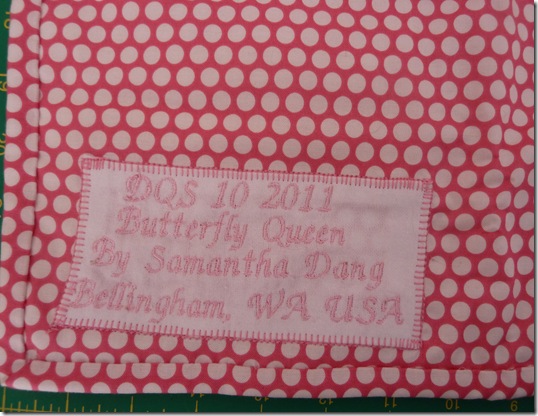 DQS 10 2011
Butterfly Queen
By Samantha Dang
Bellingham, WA USA